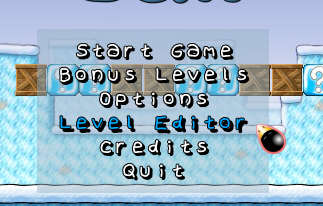 Start Game
Bonus Levels
Options
Level Editor
Credits
Quit
?